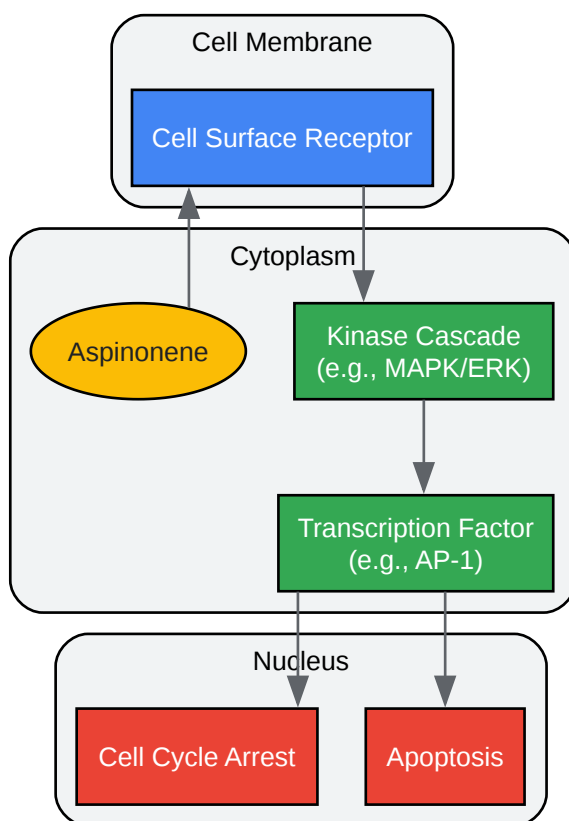 Cell Membrane
Cell Surface Receptor
Cytoplasm
Aspinonene
Kinase Cascade
(e.g., MAPK/ERK)
Transcription Factor
(e.g., AP-1)
Nucleus
Cell Cycle Arrest
Apoptosis